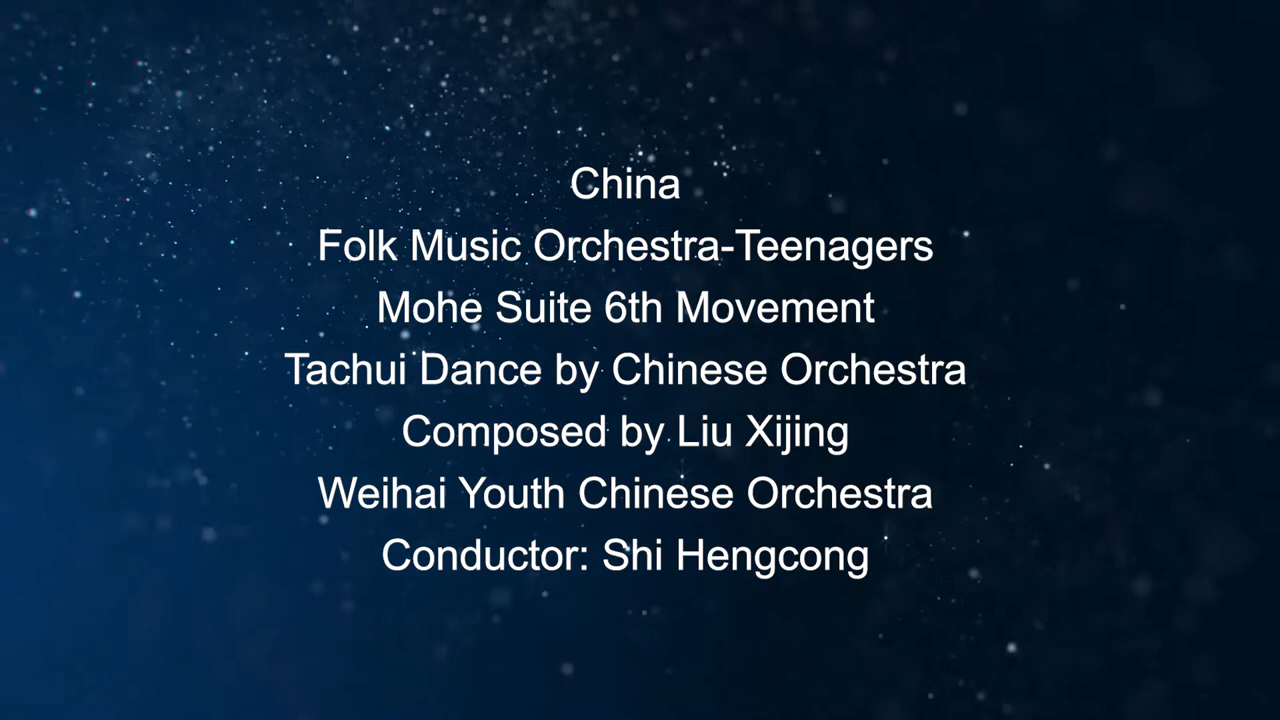 China
Folk Music Orchestra-Teenagers
Mohe Suite 6th Movement
Tachui Dance by Chinese Orchestra
Composed by Liu Xijing
Weihai Youth Chinese Orchestra
Conductor: Shi Hengcong